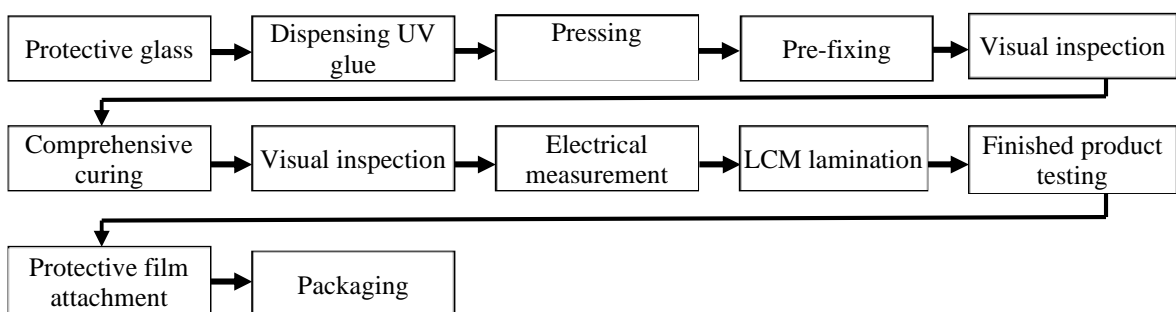 Protective glass
Dispensing UV
glue
Pressing
Pre-fixing
Visual inspection
Comprehensive
curing
Visual inspection
Electrical
measurement
LCM lamination
Finished product
testing
Protective film
attachment
Packaging